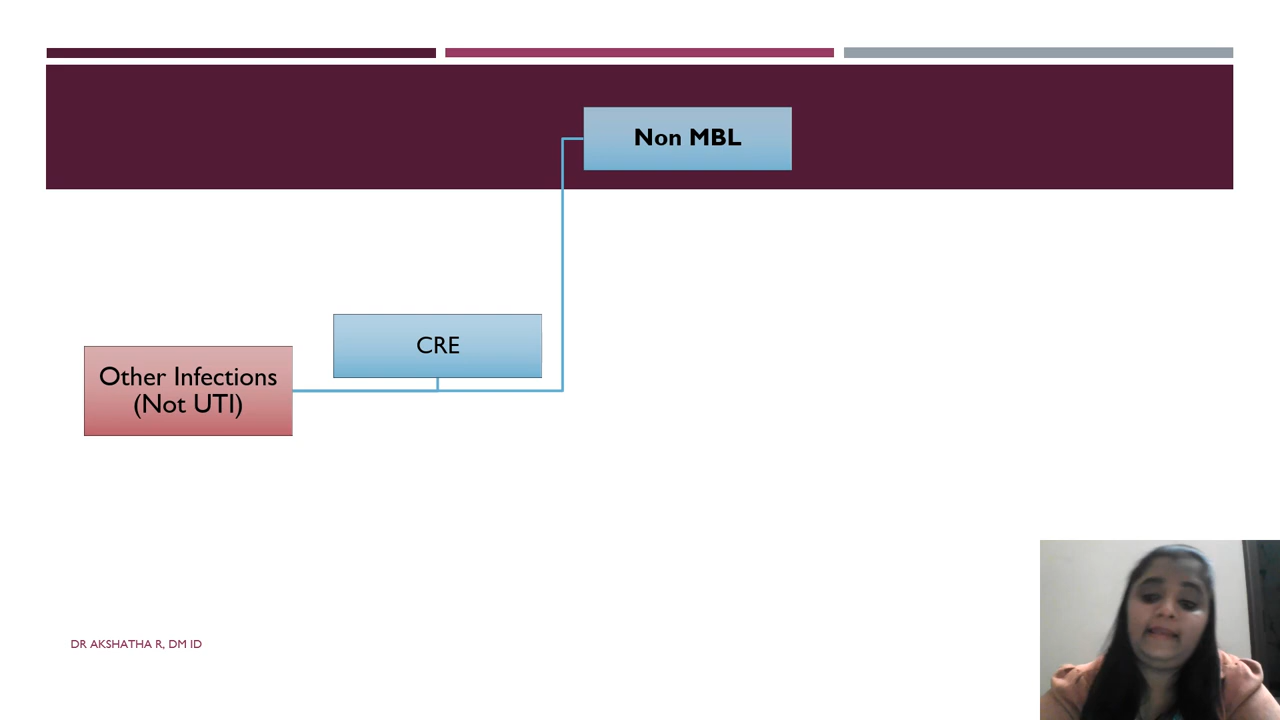 Non MBL
CRE
Other Infections
(Not UTI)
DR AKSHATHA R, DM ID